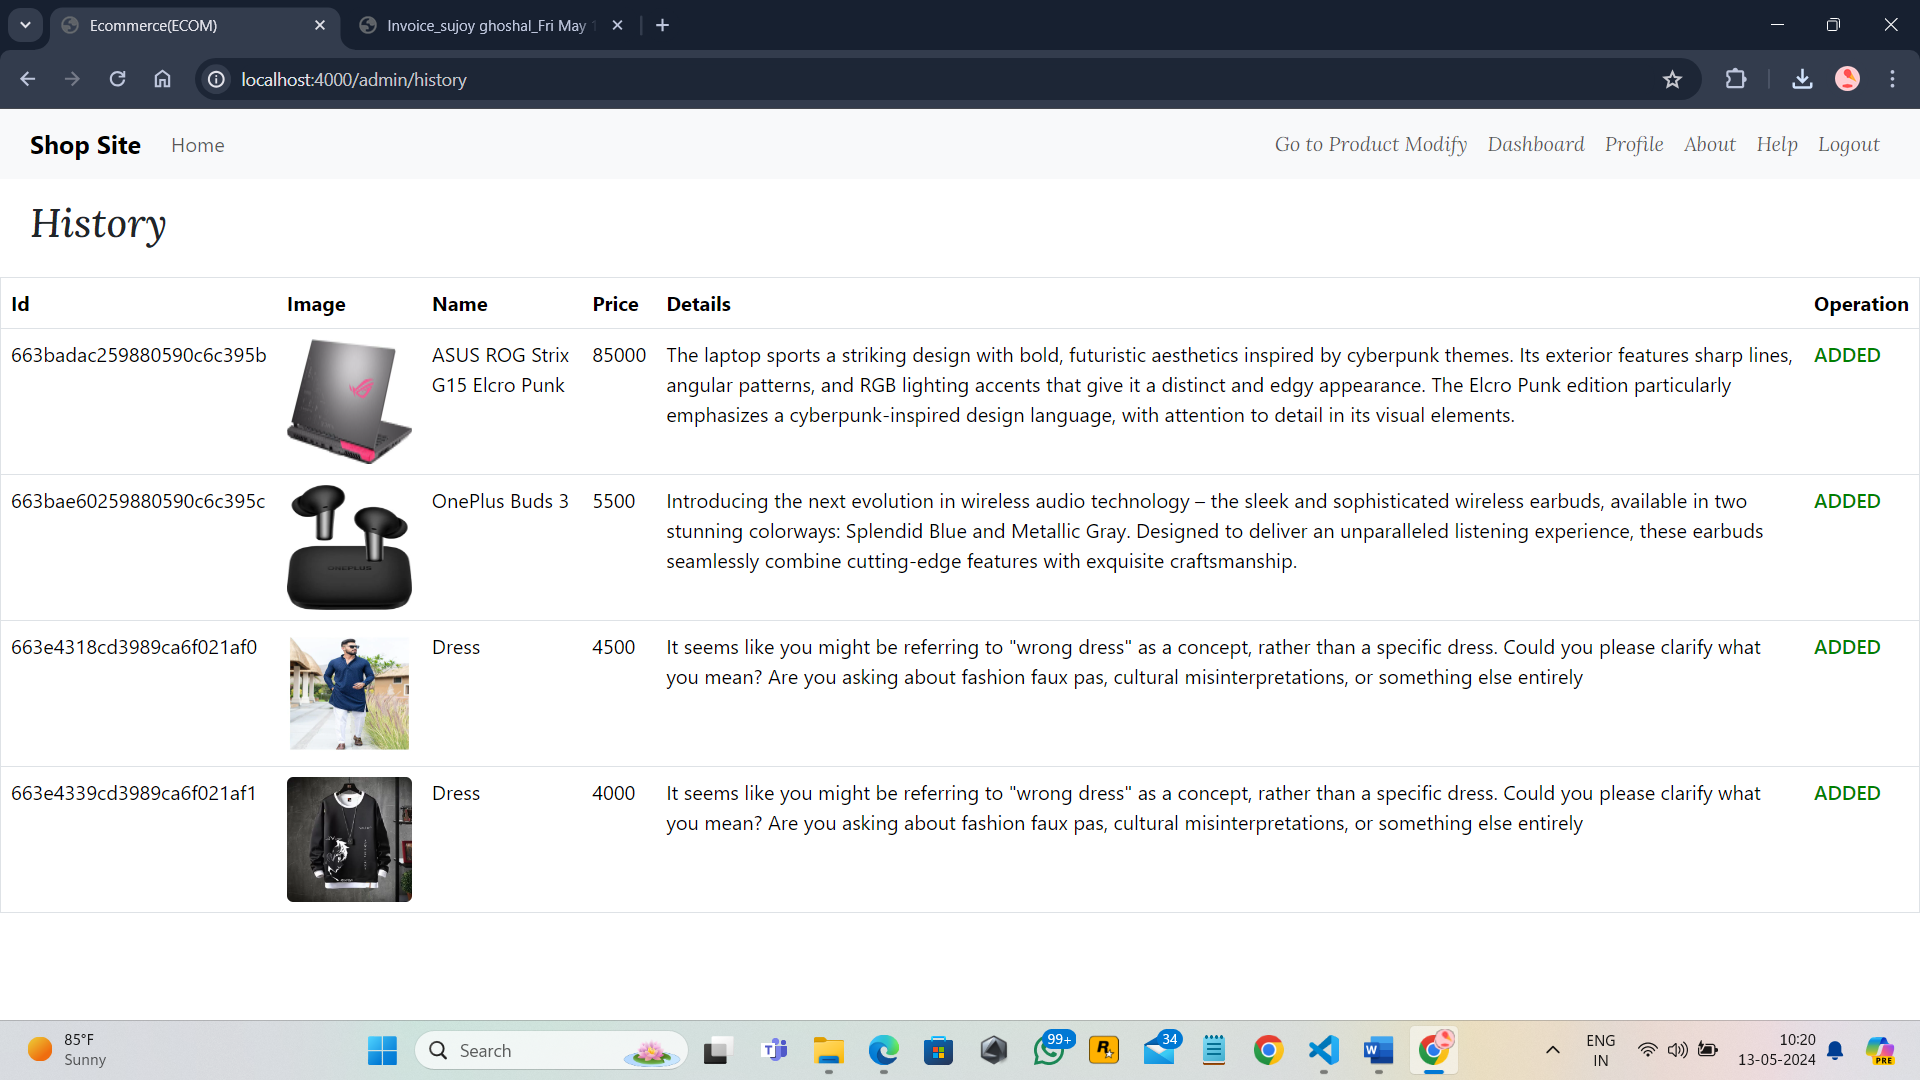 Ecommerce(ECOM)
Invoice_sujoy ghoshal_Fri May 1
localhost:4000/admin/history
Shop Site
Home
Go to Product Modify
Dashboard
Profile
About
Help
Logout
History
Id
Image
Name
Price
Details
Operation
663badac259880590c6c395b
ASUS ROG Strix
G15 Elcro Punk
85000
The laptop sports a striking design with bold, futuristic aesthetics inspired by cyberpunk themes. Its exterior features sharp lines,
angular patterns, and RGB lighting accents that give it a distinct and edgy appearance. The Elcro Punk edition particularly
emphasizes a cyberpunk-inspired design language, with attention to detail in its visual elements.
ADDED
663bae60259880590c6c395c
ONEPLUS
OnePlus Buds 3
5500
Introducing the next evolution in wireless audio technology – the sleek and sophisticated wireless earbuds, available in two
stunning colorways: Splendid Blue and Metallic Gray. Designed to deliver an unparalleled listening experience, these earbuds
seamlessly combine cutting-edge features with exquisite craftsmanship.
ADDED
663e4318cd3989ca6f021af0
Dress
4500
It seems like you might be referring to "wrong dress" as a concept, rather than a specific dress. Could you please clarify what
you mean? Are you asking about fashion faux pas, cultural misinterpretations, or something else entirely
ADDED
663e4339cd3989ca6f021af1
Dress
4000
It seems like you might be referring to "wrong dress" as a concept, rather than a specific dress. Could you please clarify what
you mean? Are you asking about fashion faux pas, cultural misinterpretations, or something else entirely
ADDED
85°F
Sunny
Search
99+
34
ENG
IN
10:20
13-05-2024
PRE